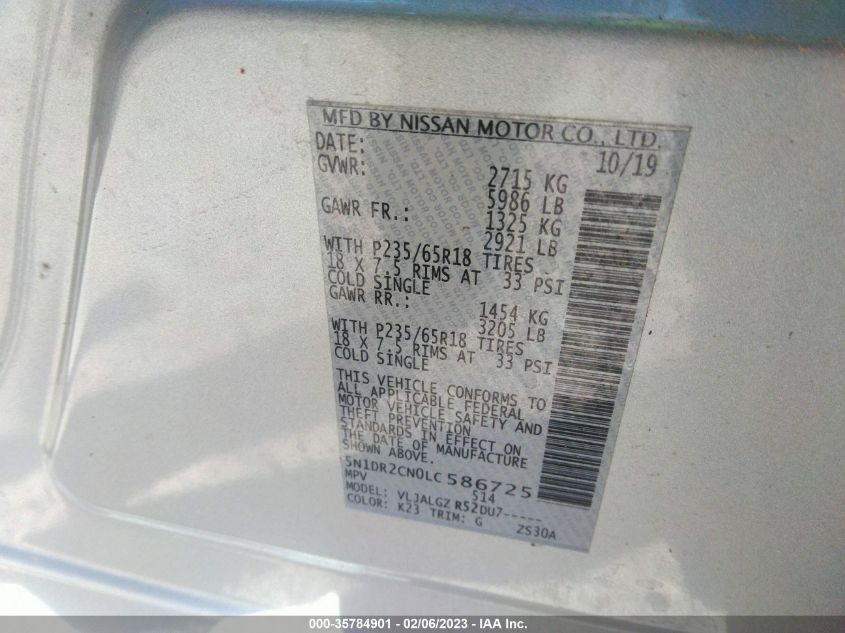 MFD BY NISSAN MOTOR CO., LTD.
DATE: 10/19
GVWR: 2715 KG
5986 LB
GAWR FR.: 1325 KG
2921 LB
WITH P235/65R18 TIRES
18 X 7.5 RIMS AT 33 PSI
COLD SINGLE
GAWR RR.: 1454 KG
3205 LB
WITH P235/65R18 TIRES
18 X 7.5 RIMS AT 33 PSI
COLD SINGLE
THIS VEHICLE CONFORMS TO
ALL APPLICABLE FEDERAL
MOTOR VEHICLE SAFETY AND
THEFT PREVENTION
STANDARDS IN EFFECT ON
THE DATE OF MANUFACTURE
SHOWN ABOVE.
5N1DR2CN0LC586725
MPV 514
MODEL: VLJALGZ R52DU7-----
COLOR: K23 TRIM: G ZS30A
000-35784901 - 02/06/2023 - IAA Inc.